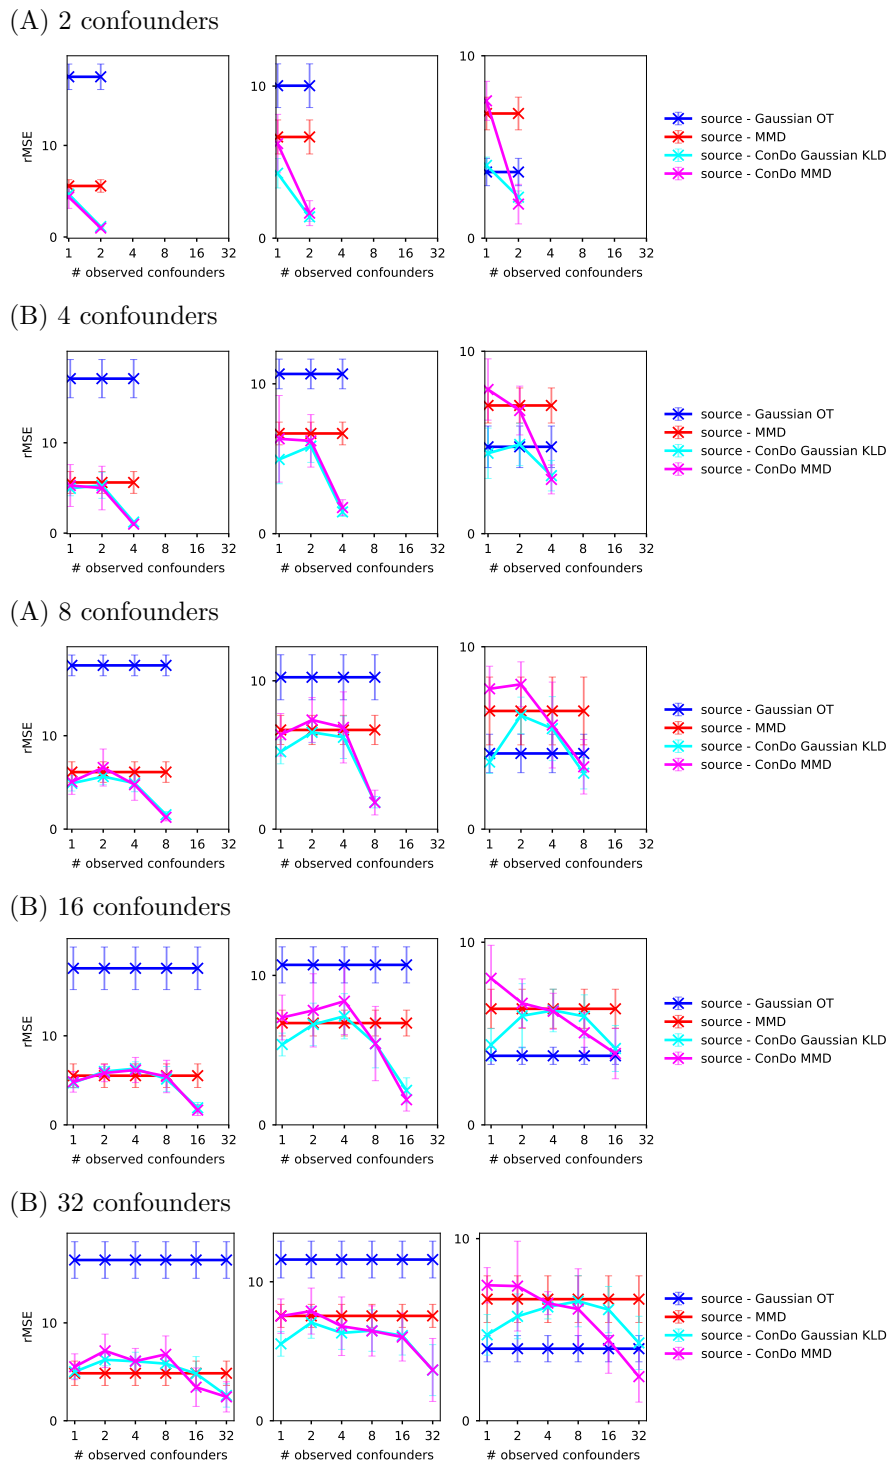 (A) 2 confounders
rMSE
10
0
1 2 4 8 16 32
# observed confounders
10
0
1 2 4 8 16 32
# observed confounders
10
0
1 2 4 8 16 32
# observed confounders
source - Gaussian OT
source - MMD
source - ConDo Gaussian KLD
source - ConDo MMD
(B) 4 confounders
rMSE
10
0
1 2 4 8 16 32
# observed confounders
10
0
1 2 4 8 16 32
# observed confounders
10
0
1 2 4 8 16 32
# observed confounders
source - Gaussian OT
source - MMD
source - ConDo Gaussian KLD
source - ConDo MMD
(A) 8 confounders
rMSE
10
0
1 2 4 8 16 32
# observed confounders
10
0
1 2 4 8 16 32
# observed confounders
10
0
1 2 4 8 16 32
# observed confounders
source - Gaussian OT
source - MMD
source - ConDo Gaussian KLD
source - ConDo MMD
(B) 16 confounders
rMSE
10
0
1 2 4 8 16 32
# observed confounders
10
0
1 2 4 8 16 32
# observed confounders
10
0
1 2 4 8 16 32
# observed confounders
source - Gaussian OT
source - MMD
source - ConDo Gaussian KLD
source - ConDo MMD
(B) 32 confounders
rMSE
10
0
1 2 4 8 16 32
# observed confounders
10
0
1 2 4 8 16 32
# observed confounders
10
0
1 2 4 8 16 32
# observed confounders
source - Gaussian OT
source - MMD
source - ConDo Gaussian KLD
source - ConDo MMD